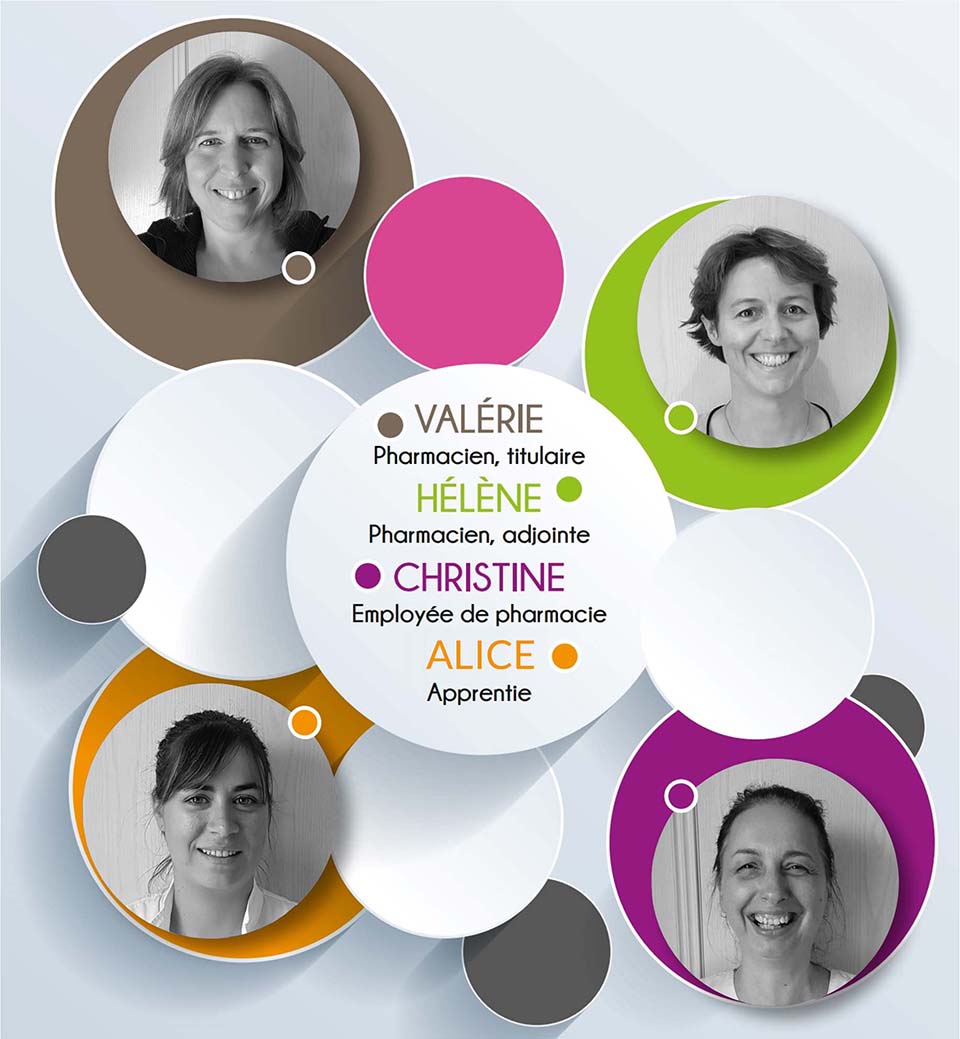 VALÉRIE
Pharmacien, titulaire
HÉLÈNE
Pharmacien, adjointe
CHRISTINE
Employée de pharmacie
ALICE
Apprentie